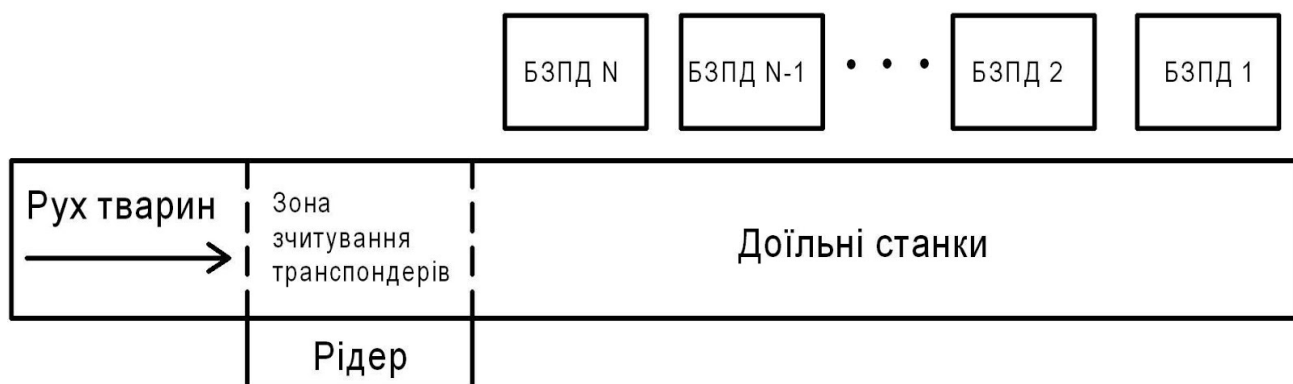 БЗПД N
БЗПД N-1
• • •
БЗПД 2
БЗПД 1
Рух тварин
Зона
зчитування
транспондерів
Доїльні станки
Рідер